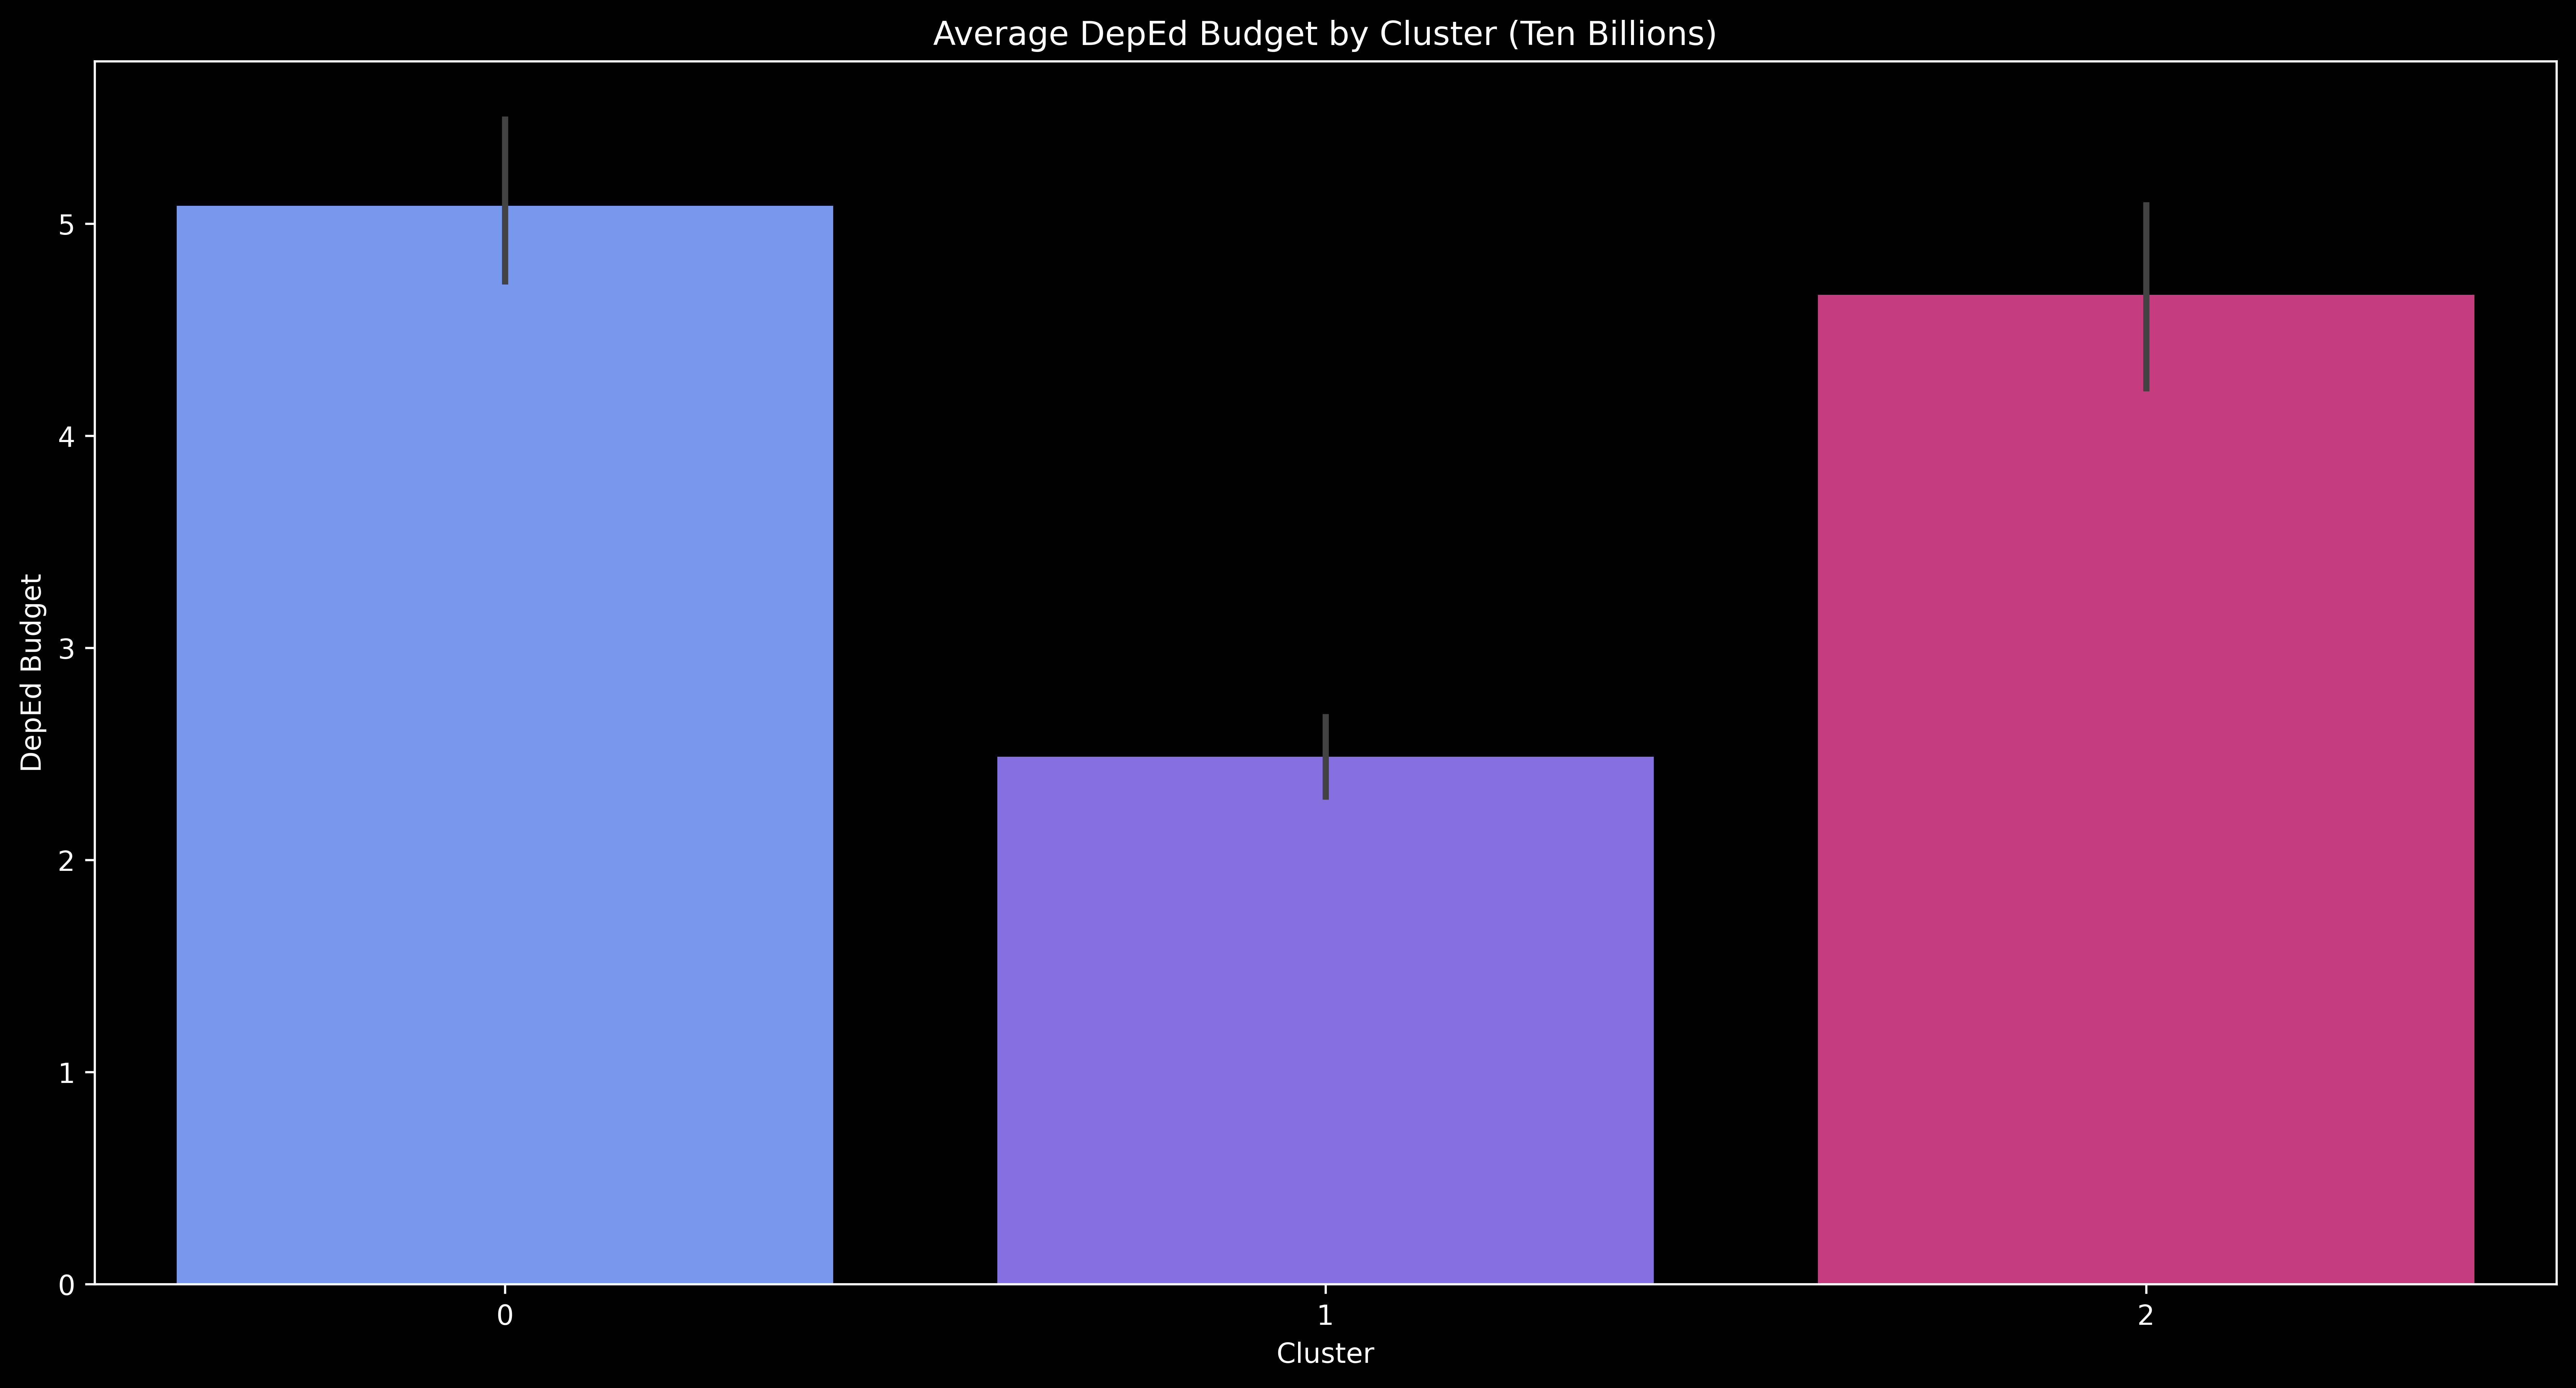 Average DepEd Budget by Cluster (Ten Billions)
DepEd Budget
5
4
3
2
1
0
0 1 2
Cluster